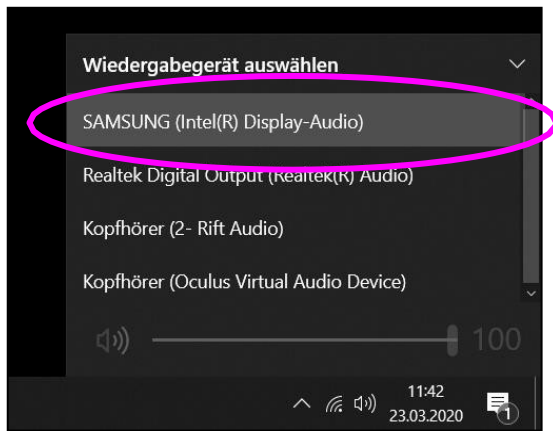 Wiedergabegerät auswählen
SAMSUNG (Intel(R) Display-Audio)
Realtek Digital Output (Realtek(R) Audio)
Kopfhörer (2- Rift Audio)
Kopfhörer (Oculus Virtual Audio Device)
100
11:42
23.03.2020
1